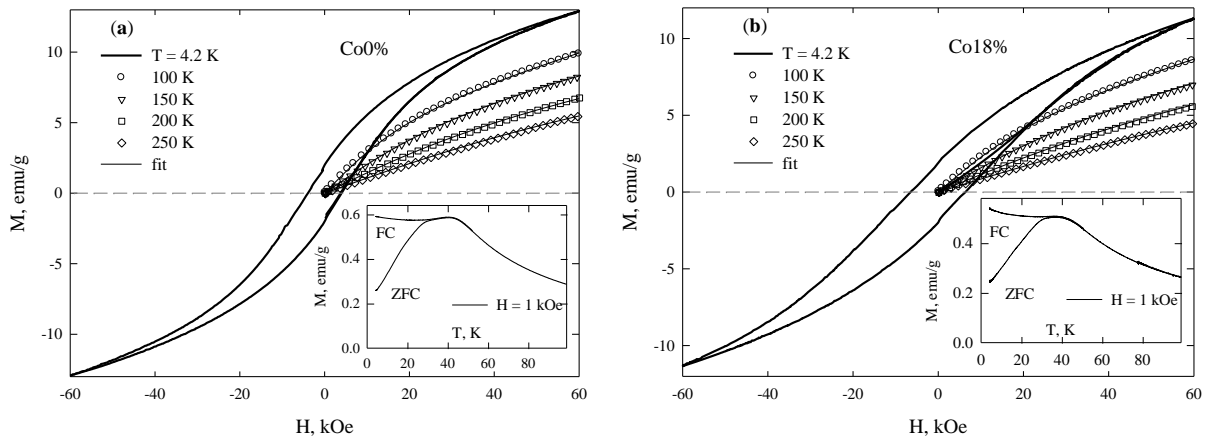 (a)
Co0%
T = 4.2 K
100 K
150 K
200 K
250 K
fit
M, emu/g
10
5
0
-5
-10
-60
-40
-20
0
20
40
60
H, kOe
M, emu/g
0.6
0.4
0.2
0.0
FC
ZFC
H = 1 kOe
T, K
0
20
40
60
80
(b)
Co18%
T = 4.2 K
100 K
150 K
200 K
250 K
fit
M, emu/g
10
5
0
-5
-10
-60
-40
-20
0
20
40
60
H, kOe
M, emu/g
0.4
0.2
0.0
FC
ZFC
H = 1 kOe
T, K
0
20
40
60
80